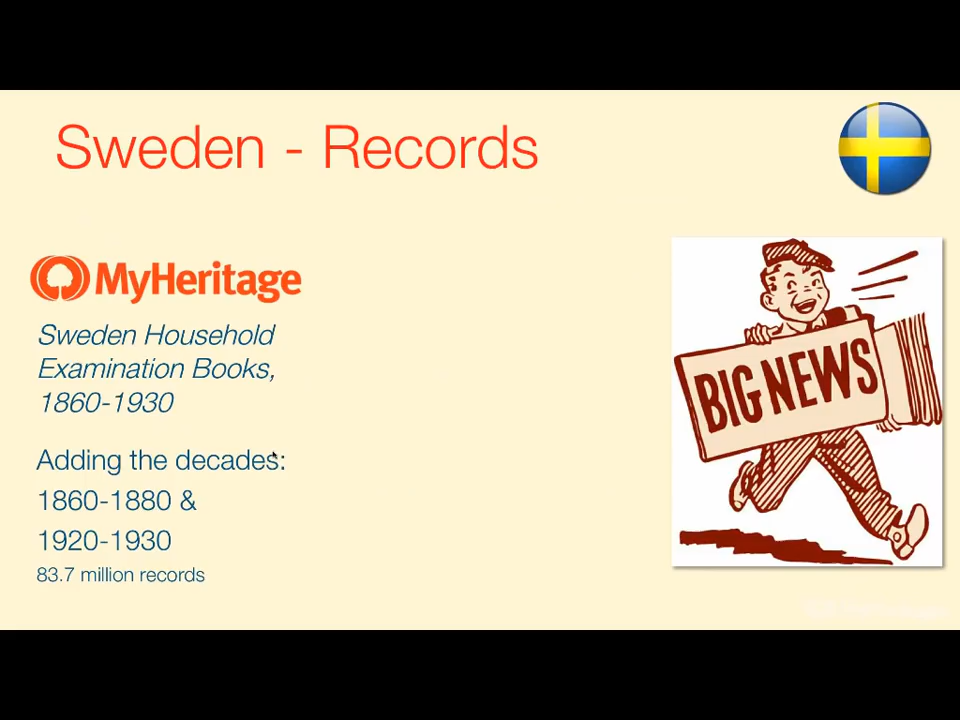 Sweden - Records
MyHeritage
Sweden Household
Examination Books,
1860-1930
Adding the decades:
1860-1880 &
1920-1930
83.7 million records
BIG NEWS